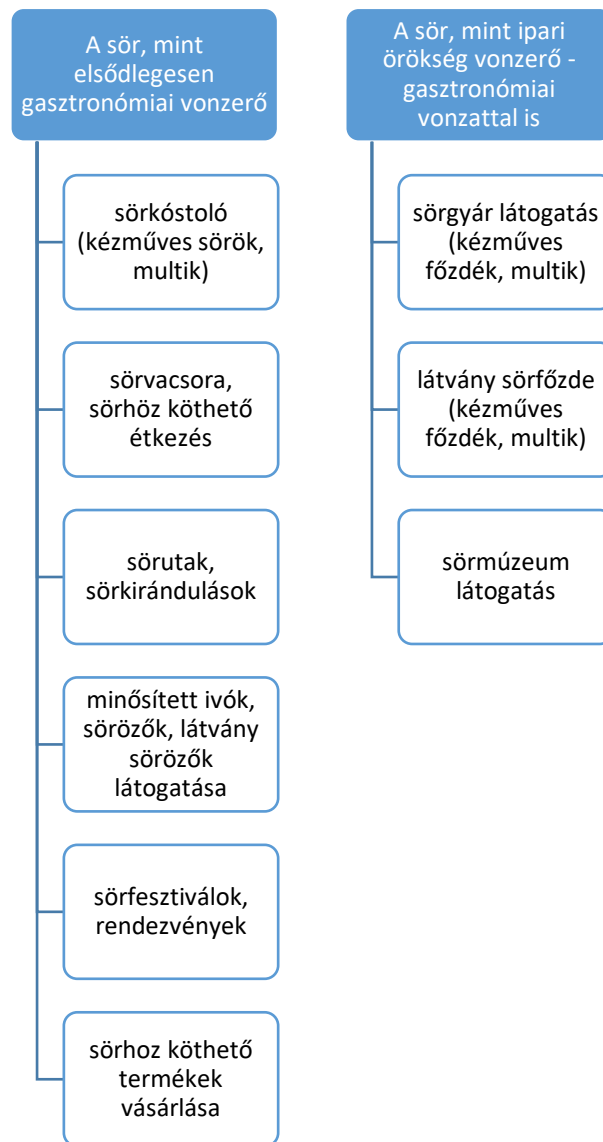 A sör, mint
elsődlegesen
gasztronómiai vonzerő
sörkóstoló
(kézműves sörök,
multik)
sörvacsora,
sörhöz köthető
étkezés
sörutak,
sörkirándulások
minősített ivók,
sörözők, látvány
sörözők
látogatása
sörfesztiválok,
rendezvények
sörhoz köthető
termékek
vásárlása
A sör, mint ipari
örökség vonzerő -
gasztronómiai
vonzattal is
sörgyár látogatás
(kézműves
főzdék, multik)
látvány sörfőzde
(kézműves
főzdék, multik)
sörmúzeum
látogatás